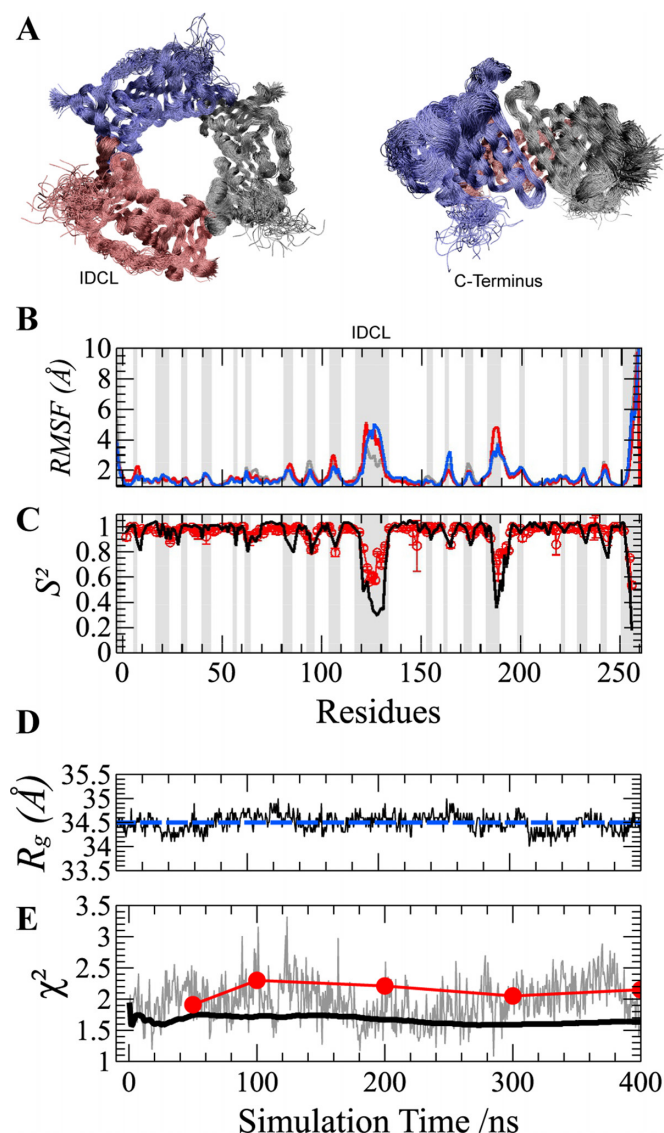 A
IDCL
C-Terminus
B
IDCL
RMSF (Å)
10
8
6
4
2
C
S²
1
0.8
0.6
0.4
0.2
0
0 50 100 150 200 250
Residues
D
Rg (Å)
35.5
35
34.5
34
33.5
E
χ²
3.5
3
2.5
2
1.5
1
0 100 200 300 400
Simulation Time /ns